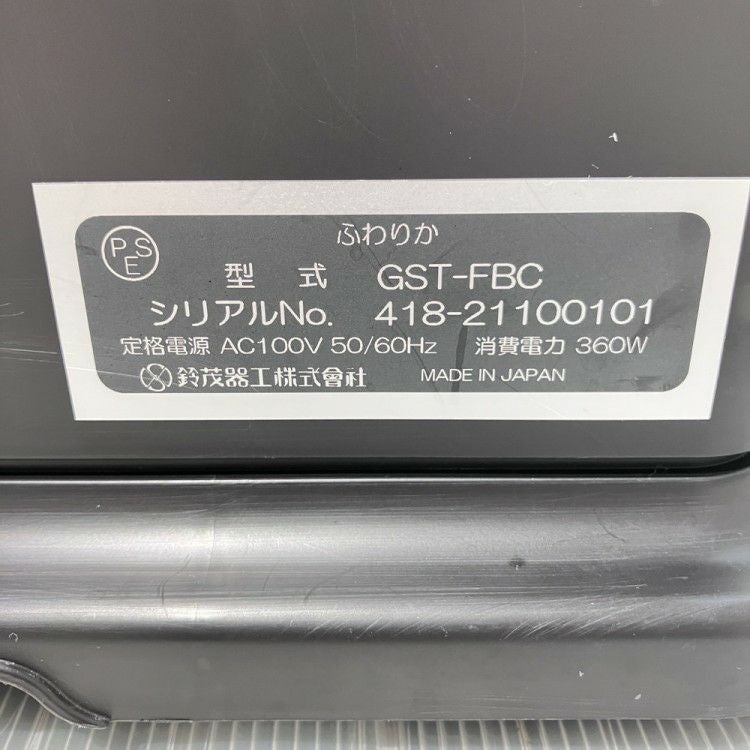 PSE
ふわりか
型 式 GST-FBC
シリアルNo. 418-21100101
定格電源 AC100V 50/60Hz 消費電力 360W
鈴茂器工株式會社 MADE IN JAPAN